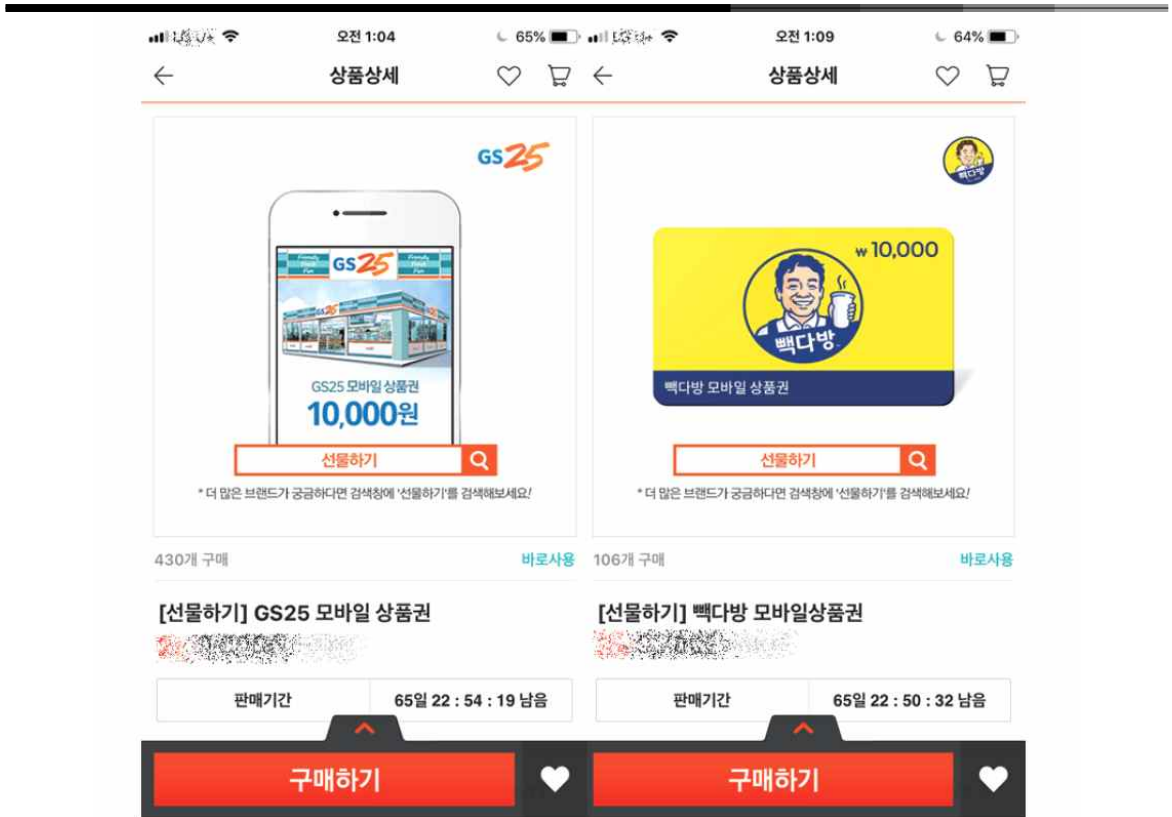 오전 1:04
65%
상품상세
GS25
GS25
GS25
GS25 모바일 상품권
10,000원
선물하기
* 더 많은 브랜드가 궁금하다면 검색창에 '선물하기'를 검색해보세요!
430개 구매
바로사용
[선물하기] GS25 모바일 상품권
판매기간
65일 22 : 54 : 19 남음
구매하기
오전 1:09
64%
상품상세
빽다방
₩ 10,000
빽다방
빽다방 모바일 상품권
선물하기
* 더 많은 브랜드가 궁금하다면 검색창에 '선물하기'를 검색해보세요!
106개 구매
바로사용
[선물하기] 빽다방 모바일상품권
판매기간
65일 22 : 50 : 32 남음
구매하기